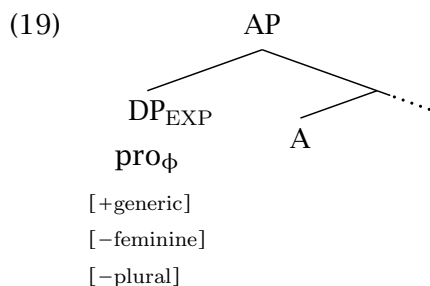 (19) AP
DP_EXP
A
pro_ϕ
[+generic]
[−feminine]
[−plural]